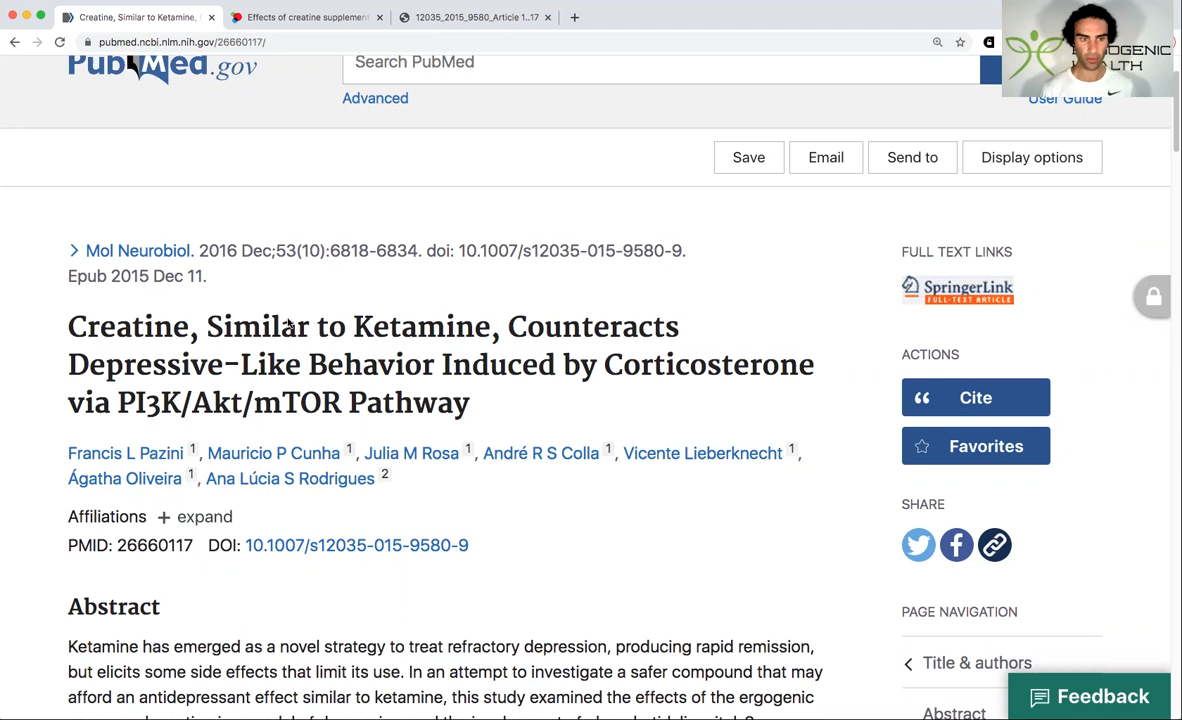 Creatine, Similar to Ketamine,
Effects of creatine supplemen
12035_2015_9580_Article 1..17
pubmed.ncbi.nlm.nih.gov/26660117/
PubMed.gov
Search PubMed
Advanced
User Guide
Save
Email
Send to
Display options
Mol Neurobiol. 2016 Dec;53(10):6818-6834. doi: 10.1007/s12035-015-9580-9.
Epub 2015 Dec 11.
Creatine, Similar to Ketamine, Counteracts
Depressive-Like Behavior Induced by Corticosterone
via PI3K/Akt/mTOR Pathway
Francis L Pazini 1, Mauricio P Cunha 1, Julia M Rosa 1, André R S Colla 1, Vicente Lieberknecht 1,
Ágatha Oliveira 1, Ana Lúcia S Rodrigues 2
Affiliations + expand
PMID: 26660117 DOI: 10.1007/s12035-015-9580-9
Abstract
Ketamine has emerged as a novel strategy to treat refractory depression, producing rapid remission,
but elicits some side effects that limit its use. In an attempt to investigate a safer compound that may
afford an antidepressant effect similar to ketamine, this study examined the effects of the ergogenic
FULL TEXT LINKS
SpringerLink
FULL-TEXT ARTICLE
ACTIONS
Cite
Favorites
SHARE
PAGE NAVIGATION
Title & authors
Abstract
Feedback